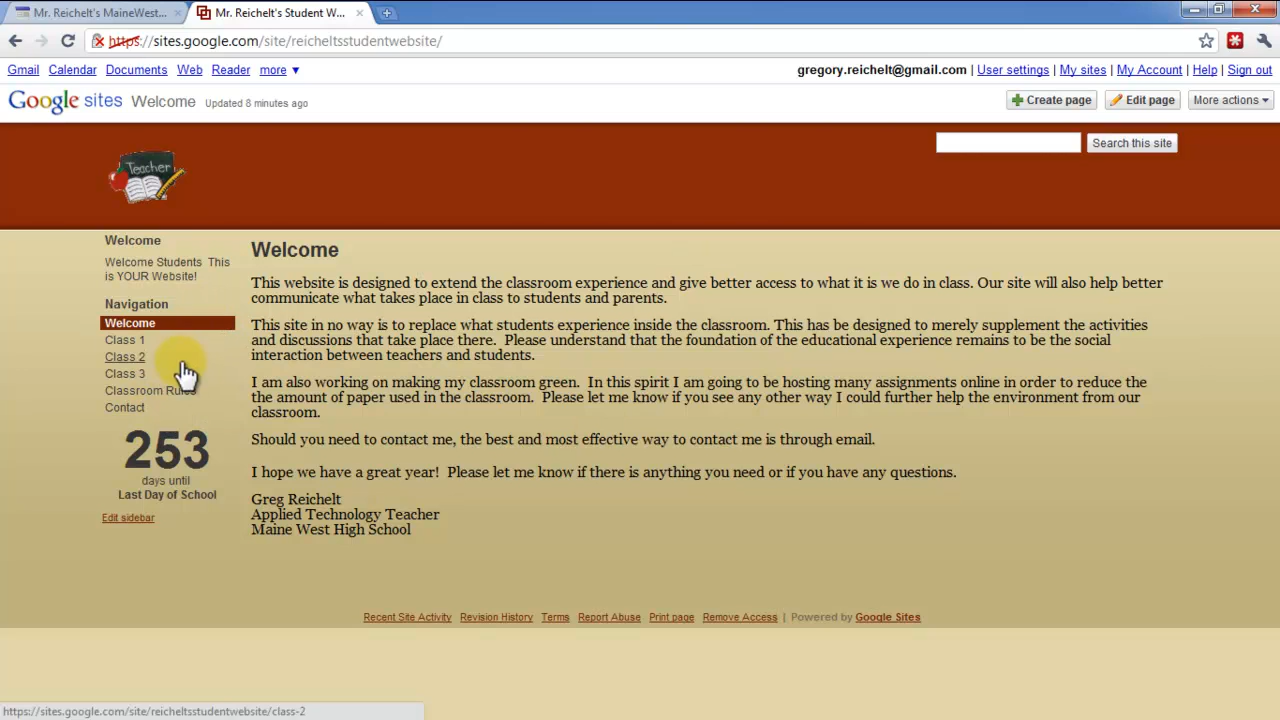 Mr. Reichelt's MaineWest...
Mr. Reichelt's Student W...
https://sites.google.com/site/reicheltsstudentwebsite/
Gmail Calendar Documents Web Reader more ▼
gregory.reichelt@gmail.com | User settings | My sites | My Account | Help | Sign out
Google sites Welcome Updated 8 minutes ago
Create page Edit page More actions
Teacher
Search this site
Welcome
Welcome Students This
is YOUR Website!
Navigation
Welcome
Class 1
Class 2
Class 3
Classroom Rules
Contact
253
days until
Last Day of School
Edit sidebar
Welcome
This website is designed to extend the classroom experience and give better access to what it is we do in class. Our site will also help better
communicate what takes place in class to students and parents.
This site in no way is to replace what students experience inside the classroom. This has be designed to merely supplement the activities
and discussions that take place there. Please understand that the foundation of the educational experience remains to be the social
interaction between teachers and students.
I am also working on making my classroom green. In this spirit I am going to be hosting many assignments online in order to reduce the
the amount of paper used in the classroom. Please let me know if you see any other way I could further help the environment from our
classroom.
Should you need to contact me, the best and most effective way to contact me is through email.
I hope we have a great year! Please let me know if there is anything you need or if you have any questions.
Greg Reichelt
Applied Technology Teacher
Maine West High School
Recent Site Activity Revision History Terms Report Abuse Print page Remove Access | Powered by Google Sites
https://sites.google.com/site/reicheltsstudentwebsite/class-2